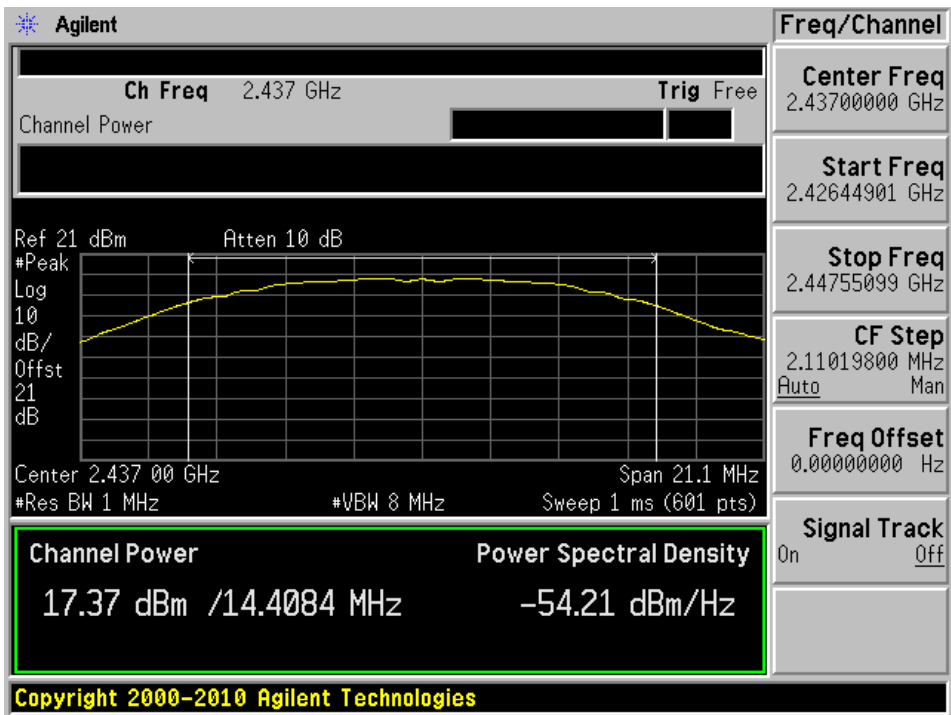 Agilent
Freq/Channel
Ch Freq 2.437 GHz Trig Free
Channel Power
Center Freq
2.43700000 GHz
Start Freq
2.42644901 GHz
Stop Freq
2.44755099 GHz
CF Step
2.11019800 MHz
Auto Man
Freq Offset
0.00000000 Hz
Signal Track
On Off
Ref 21 dBm Atten 10 dB
#Peak
Log
10
dB/
Offst
21
dB
Center 2.437 00 GHz Span 21.1 MHz
#Res BW 1 MHz #VBW 8 MHz Sweep 1 ms (601 pts)
Channel Power Power Spectral Density
17.37 dBm /14.4084 MHz -54.21 dBm/Hz
Copyright 2000-2010 Agilent Technologies